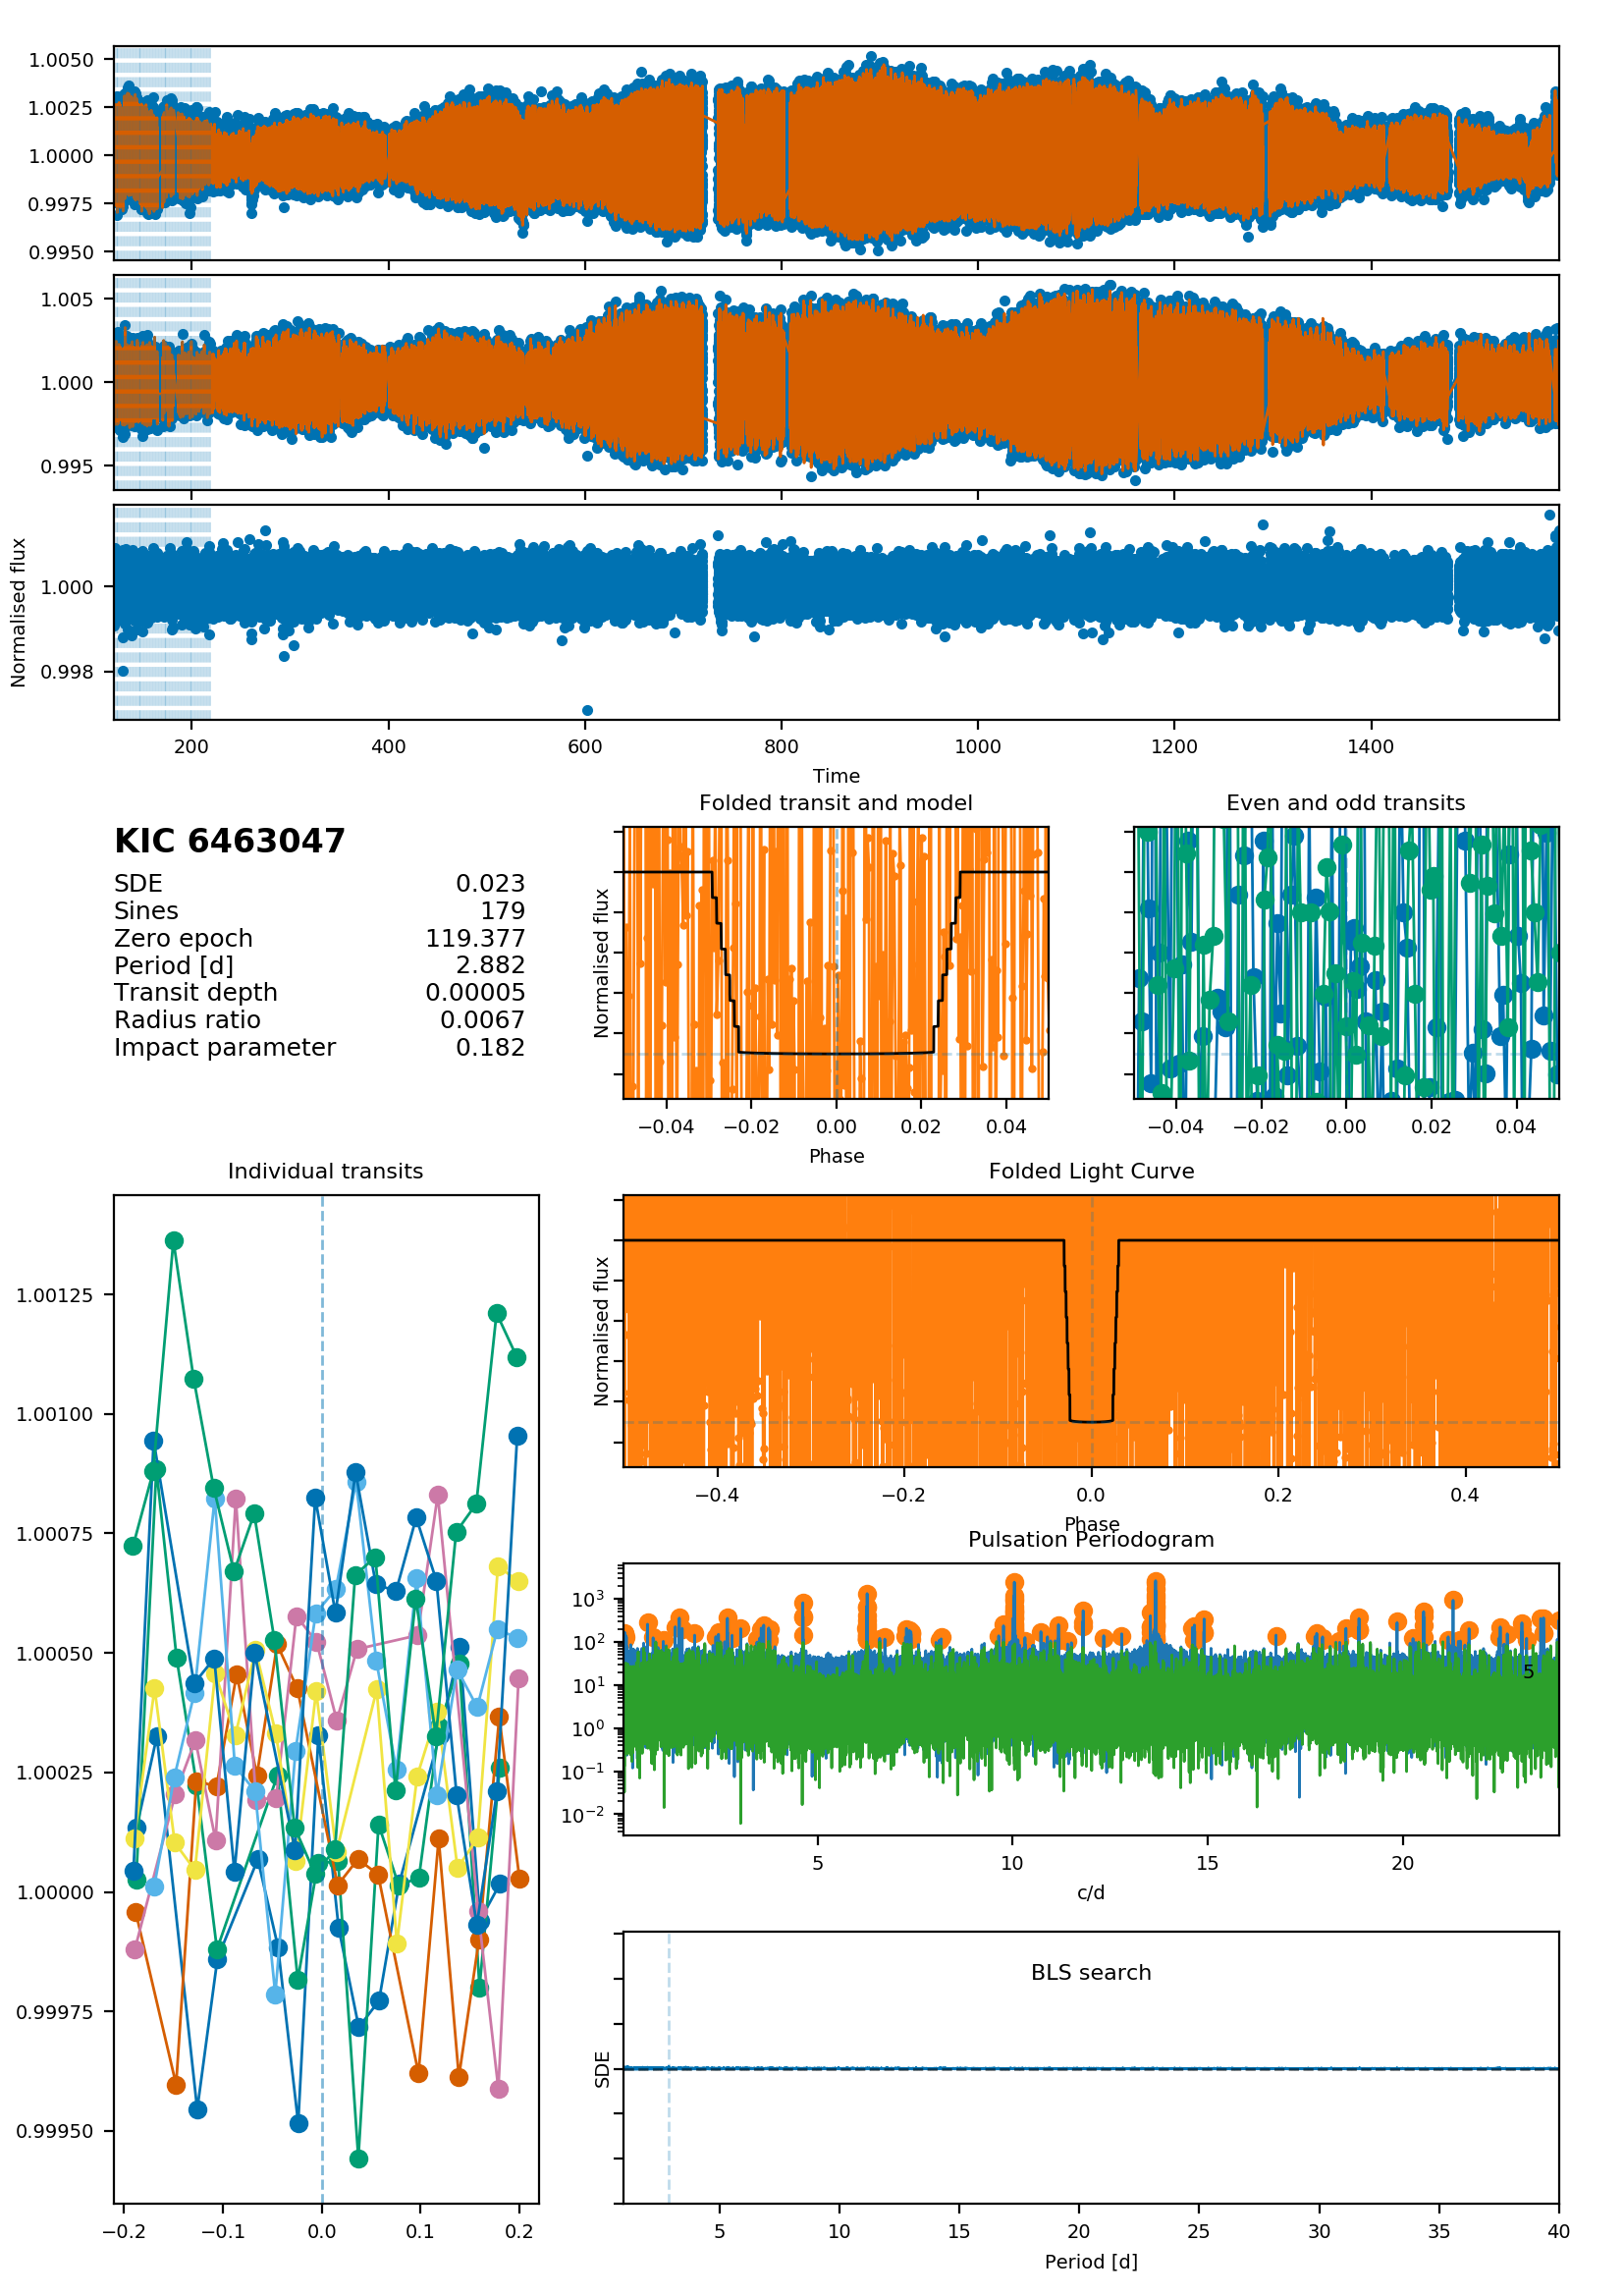 1.0050
1.0025
1.0000
0.9975
0.9950
1.005
1.000
0.995
1.000
0.998
Normalised flux
200 400 600 800 1000 1200 1400
Time
KIC 6463047
SDE 0.023
Sines 179
Zero epoch 119.377
Period [d] 2.882
Transit depth 0.00005
Radius ratio 0.0067
Impact parameter 0.182
Folded transit and model
Normalised flux
−0.04 −0.02 0.00 0.02 0.04
Phase
Even and odd transits
−0.04 −0.02 0.00 0.02 0.04
Individual transits
1.00125
1.00100
1.00075
1.00050
1.00025
1.00000
0.99975
0.99950
−0.2 −0.1 0.0 0.1 0.2
Folded Light Curve
Normalised flux
−0.4 −0.2 0.0 0.2 0.4
Phase
Pulsation Periodogram
10³
10²
10¹
10⁰
10⁻¹
10⁻²
5
5 10 15 20
c/d
BLS search
SDE
5 10 15 20 25 30 35 40
Period [d]